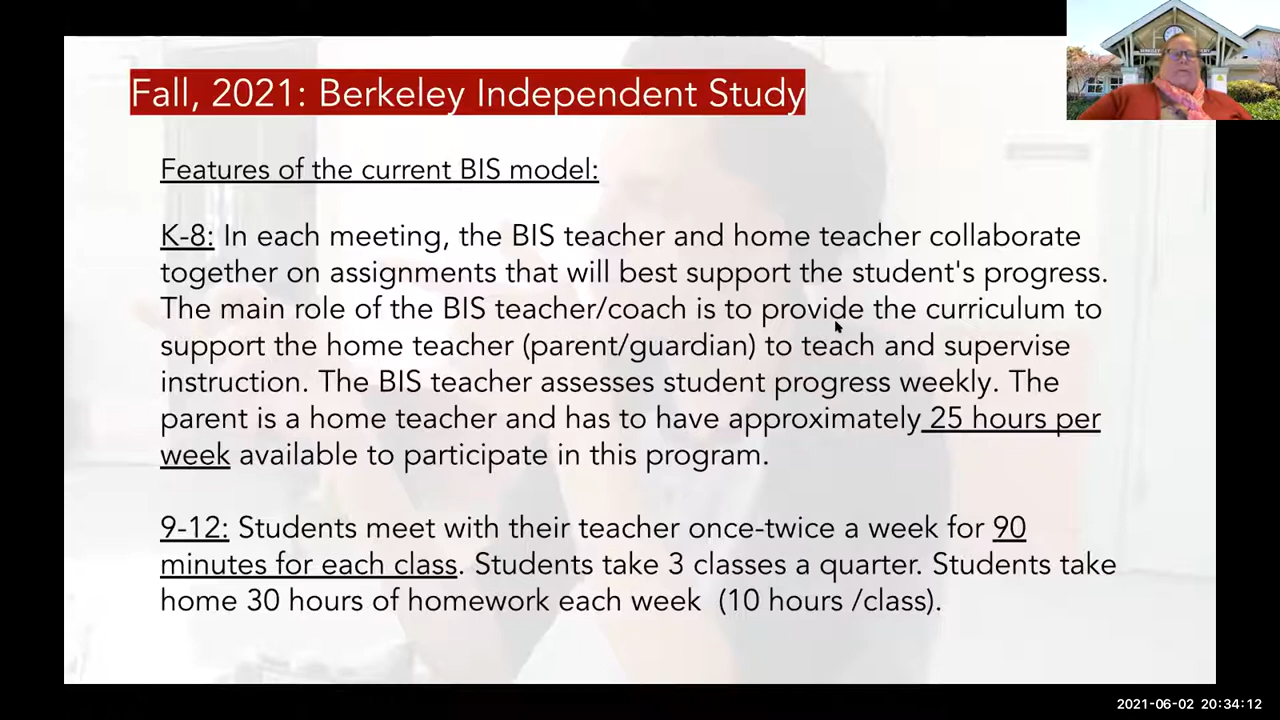 Fall, 2021: Berkeley Independent Study
Features of the current BIS model:
K-8: In each meeting, the BIS teacher and home teacher collaborate
together on assignments that will best support the student's progress.
The main role of the BIS teacher/coach is to provide the curriculum to
support the home teacher (parent/guardian) to teach and supervise
instruction. The BIS teacher assesses student progress weekly. The
parent is a home teacher and has to have approximately 25 hours per
week available to participate in this program.
9-12: Students meet with their teacher once-twice a week for 90
minutes for each class. Students take 3 classes a quarter. Students take
home 30 hours of homework each week (10 hours /class).
2021-06-02 20:34:12